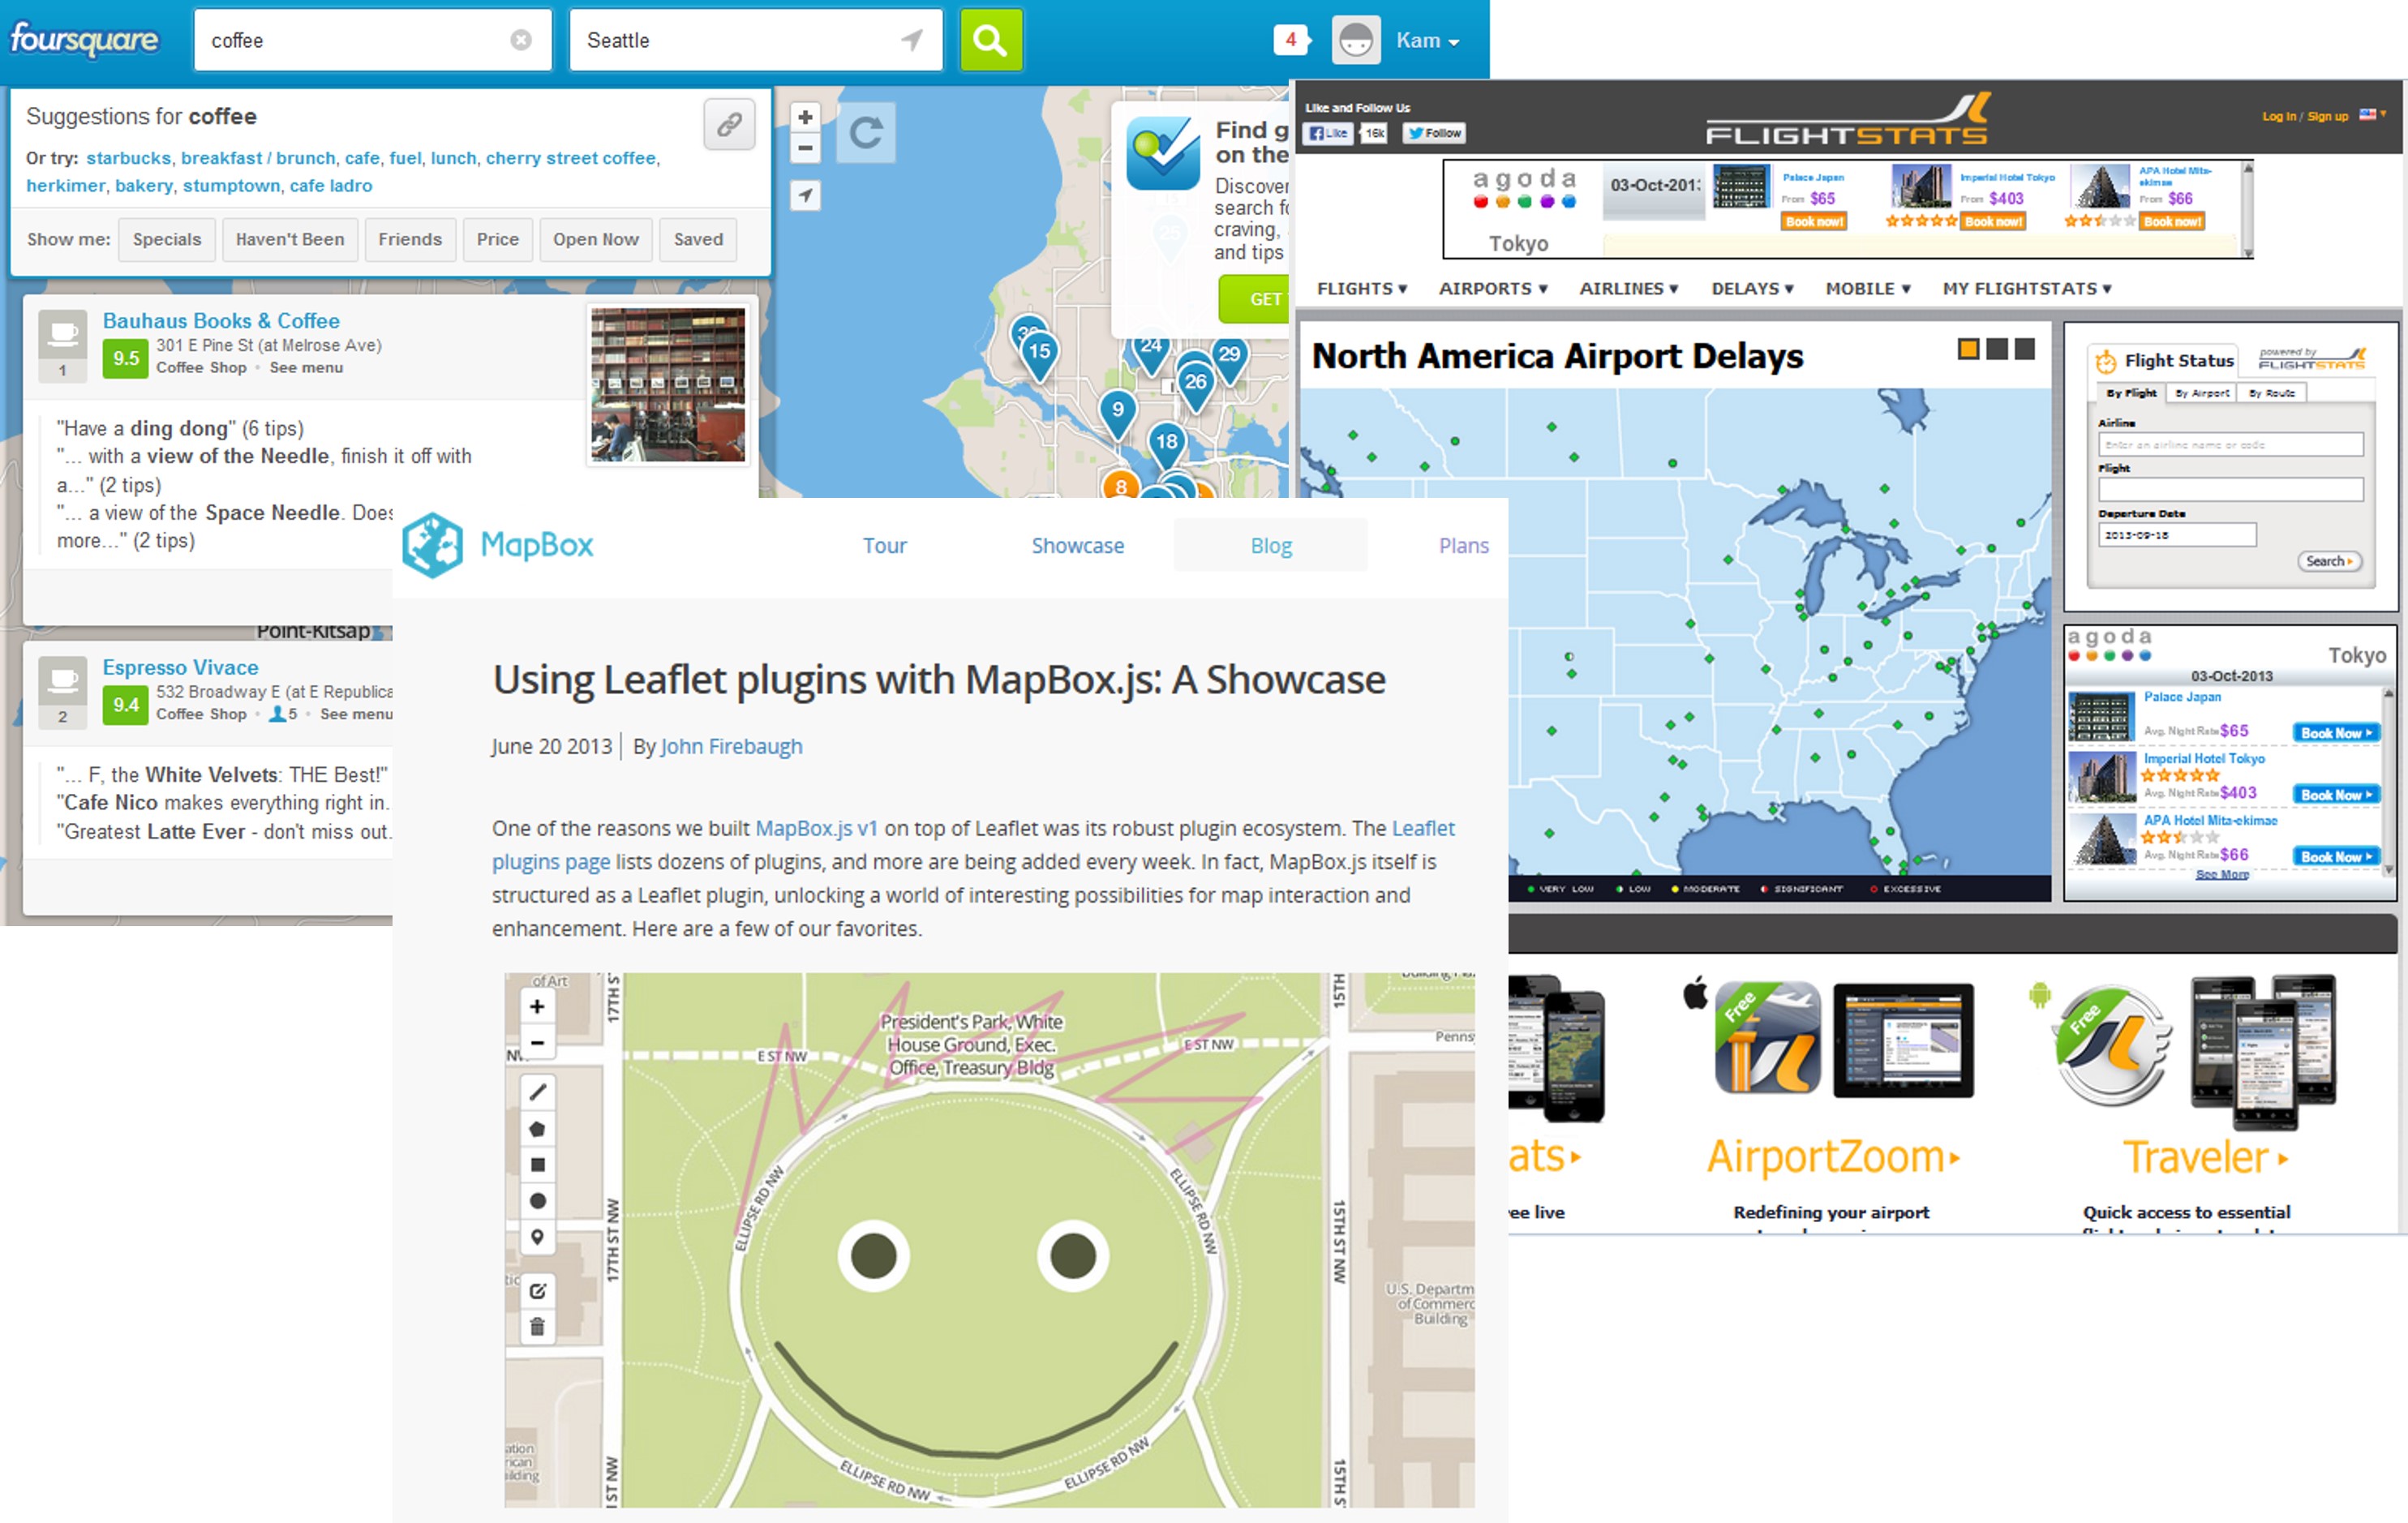 foursquare
coffee
Seattle
4
Kam
Suggestions for coffee
Or try: starbucks, breakfast / brunch, cafe, fuel, lunch, cherry street coffee,
herkimer, bakery, stumptown, cafe ladro
Show me: Specials Haven't Been Friends Price Open Now Saved
Find g
on the
Discover
search fo
craving,
and tips
GET
25
15
24
29
26
9
18
8
1
Bauhaus Books & Coffee
9.5
301 E Pine St (at Melrose Ave)
Coffee Shop • See menu
"Have a ding dong" (6 tips)
"... with a view of the Needle, finish it off with
a..." (2 tips)
"... a view of the Space Needle. Does
more..." (2 tips)
Point-Kitsap
2
Espresso Vivace
9.4
532 Broadway E (at E Republica
Coffee Shop • 5 • See menu
"... F, the White Velvets: THE Best!"
"Cafe Nico makes everything right in.
"Greatest Latte Ever - don't miss out.
Like and Follow Us
Like 16k Follow
FLIGHTSTATS
Log In / Sign up
agoda
Tokyo
03-Oct-201
Palace Japan
From $65
Book now!
Imperial Hotel Tokyo
From $403
Book now!
APA Hotel Mita-
ekimae
From $66
Book now!
FLIGHTS AIRPORTS AIRLINES DELAYS MOBILE MY FLIGHTSTATS
North America Airport Delays
VERY LOW LOW MODERATE SIGNIFICANT EXCESSIVE
Flight Status
powered by
FLIGHTSTATS
By Flight By Airport By Route
Airline
Enter an airline name or code
Flight
Departure Date
2013-09-18
Search
agoda
Tokyo
03-Oct-2013
Palace Japan
Avg. Night Rate $65
Book Now
Imperial Hotel Tokyo
Avg. Night Rate $403
Book Now
APA Hotel Mita-ekimae
Avg. Night Rate $66
Book Now
See More
Free
Free
ats
AirportZoom
Traveler
ee live
Redefining your airport
Quick access to essential
MapBox
Tour
Showcase
Blog
Plans
Using Leaflet plugins with MapBox.js: A Showcase
June 20 2013 | By John Firebaugh
One of the reasons we built MapBox.js v1 on top of Leaflet was its robust plugin ecosystem. The Leaflet
plugins page lists dozens of plugins, and more are being added every week. In fact, MapBox.js itself is
structured as a Leaflet plugin, unlocking a world of interesting possibilities for map interaction and
enhancement. Here are a few of our favorites.
of Art
17TH S
President's Park, White
House Ground, Exec.
Office, Treasury Bldg
E ST NW
E ST NW
15TH
Penns
ELLIPSE RD NW
ELLIPSE RD NW
17TH ST NW
15TH ST NW
U.S. Departm
of Commerc
Building
ELLIPSE RD NW
ELLIPSE RD NW
ation
rican
ilding
ST NW
15TH S